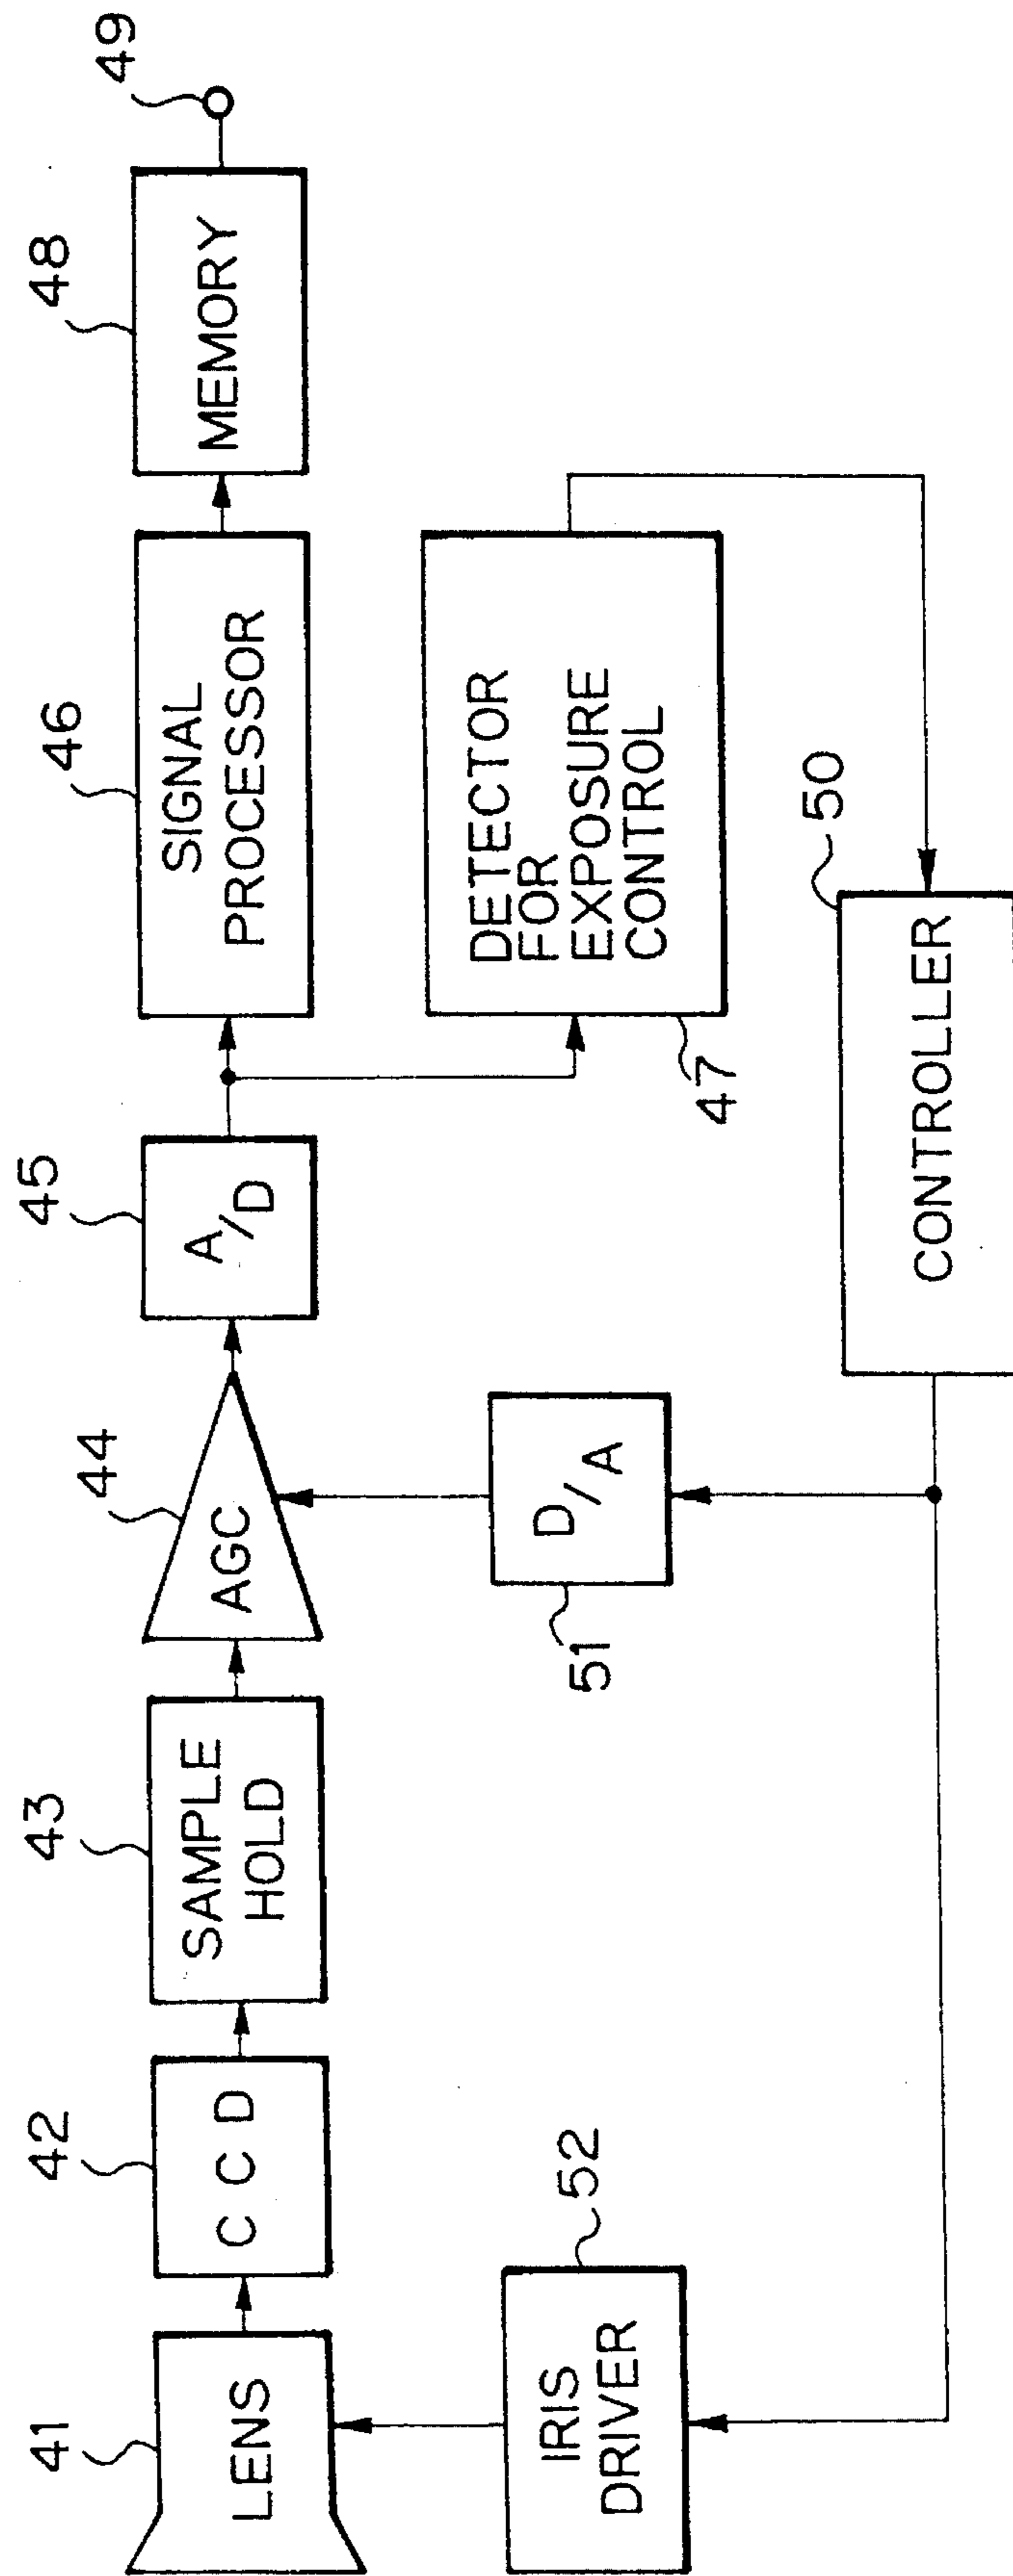 41
LENS
42
C C D
43
SAMPLE
HOLD
44
AGC
45
A/D
46
SIGNAL
PROCESSOR
48
MEMORY
49
DETECTOR
FOR
EXPOSURE
CONTROL
47
51
D/A
52
IRIS
DRIVER
50
CONTROLLER